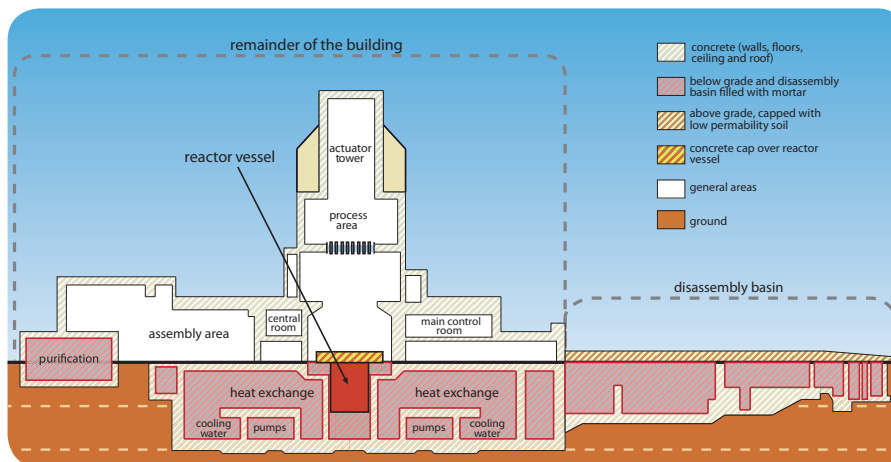 remainder of the building
concrete (walls, floors,
ceiling and roof)
below grade and disassembly
basin filled with mortar
above grade, capped with
low permability soil
concrete cap over reactor
vessel
general areas
ground
actuator
tower
reactor vessel
process
area
disassembly basin
assembly area
central
room
main control
room
purification
heat exchange
heat exchange
cooling
water
pumps
pumps
cooling
water